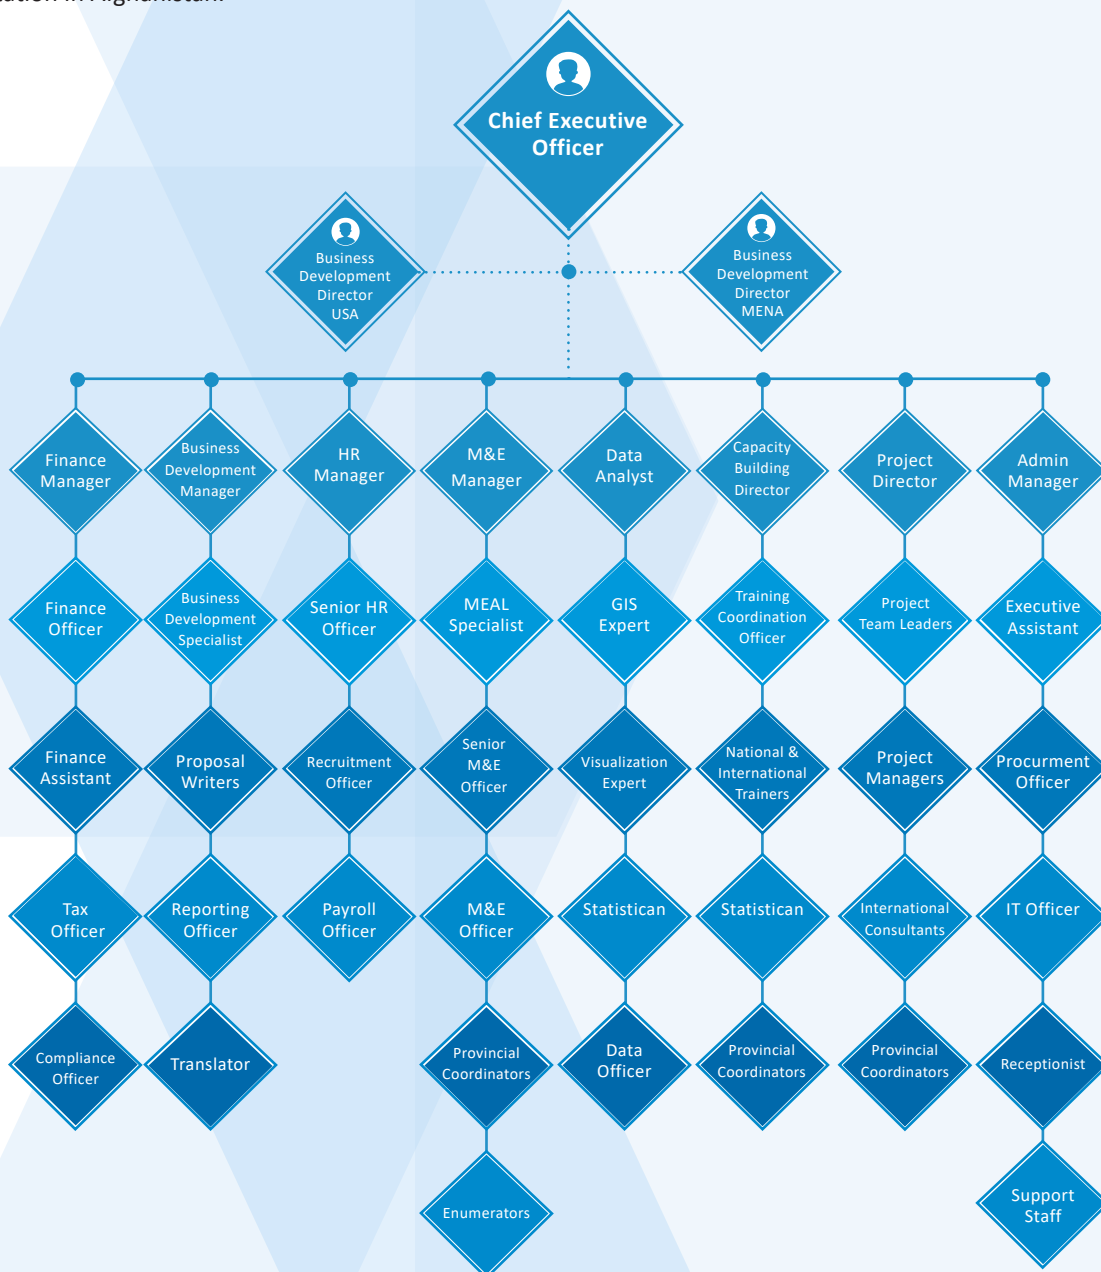 Chief Executive
Officer
Business
Development
Director
USA
Business
Development
Director
MENA
Finance
Manager
Business
Development
Manager
HR
Manager
M&E
Manager
Data
Analyst
Capacity
Building
Director
Project
Director
Admin
Manager
Finance
Officer
Business
Development
Specialist
Senior HR
Officer
MEAL
Specialist
GIS
Expert
Training
Coordination
Officer
Project
Team Leaders
Executive
Assistant
Finance
Assistant
Proposal
Writers
Recruitment
Officer
Senior
M&E
Officer
Visualization
Expert
National &
International
Trainers
Project
Managers
Procurment
Officer
Tax
Officer
Reporting
Officer
Payroll
Officer
M&E
Officer
Statistican
Statistican
International
Consultants
IT Officer
Compliance
Officer
Translator
Provincial
Coordinators
Data
Officer
Provincial
Coordinators
Provincial
Coordinators
Receptionist
Enumerators
Support
Staff